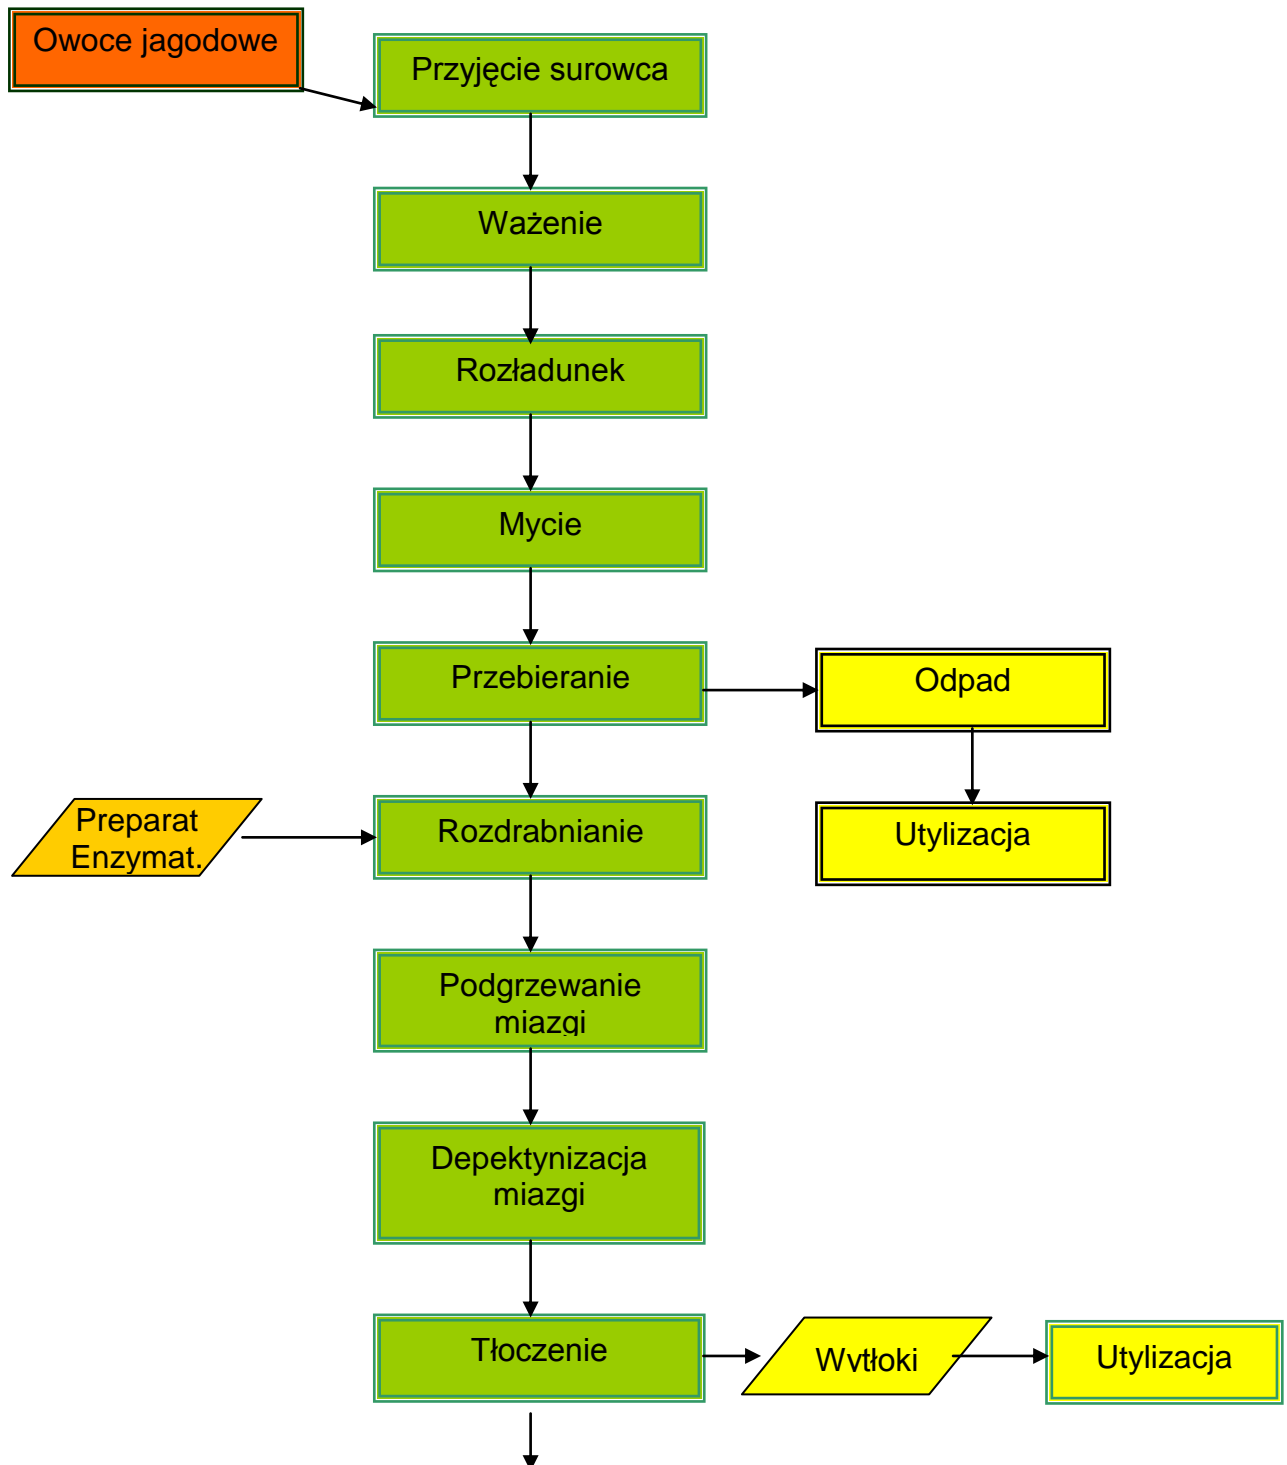 Owoce jagodowe
Przyjęcie surowca
Ważenie
Rozładunek
Mycie
Przebieranie
Odpad
Preparat
Enzymat.
Rozdrabnianie
Utylizacja
Podgrzewanie
miazgi
Depektynizacja
miazgi
Tłoczenie
Wytłoki
Utylizacja